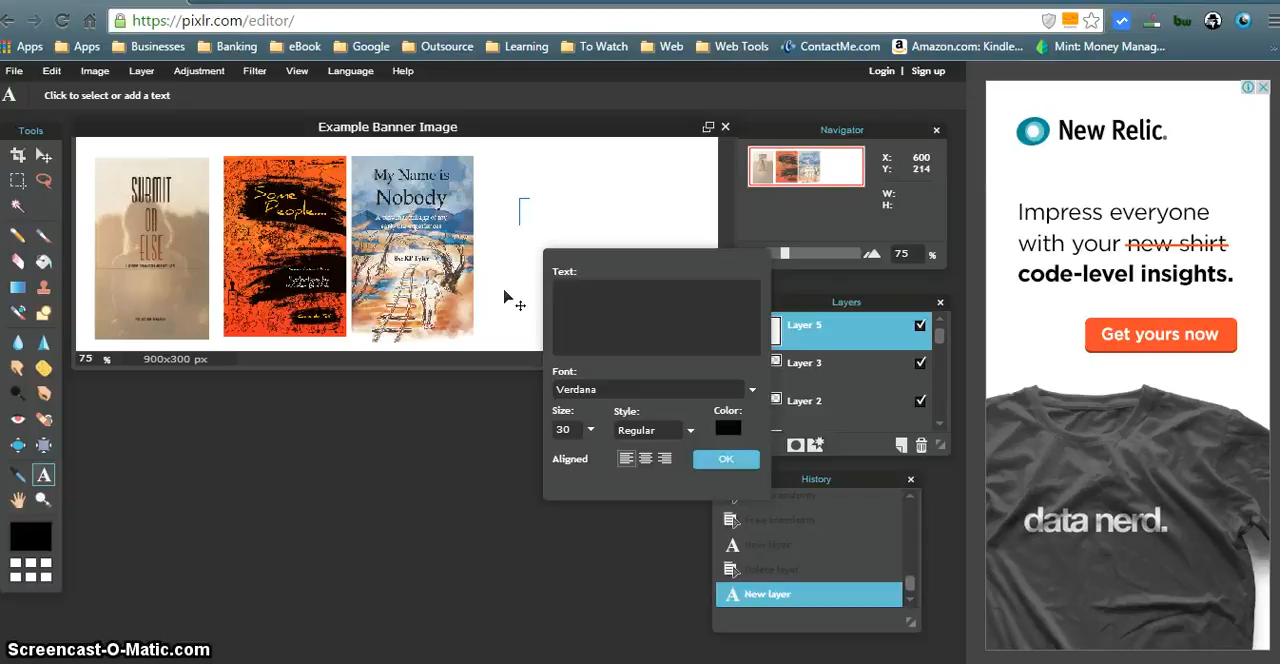 https://pixlr.com/editor/
Apps Apps Businesses Banking eBook Google Outsource Learning To Watch Web Web Tools ContactMe.com Amazon.com: Kindle... Mint: Money Manag...
File Edit Image Layer Adjustment Filter View Language Help Login | Sign up
A Click to select or add a text
Tools
Example Banner Image
Navigator
X: 600
Y: 214
W:
H:
75 %
SUBMIT
OR
ELSE
Some
People....
My Name is
Nobody
75 % 900x300 px
Text:
Font:
Verdana
Size: Style: Color:
30 Regular
Aligned OK
Layers
Layer 5
Layer 3
Layer 2
History
Free transform
New layer
Delete layer
New layer
New Relic.
Impress everyone
with your new shirt
code-level insights.
Get yours now
data nerd.
Screencast-O-Matic.com